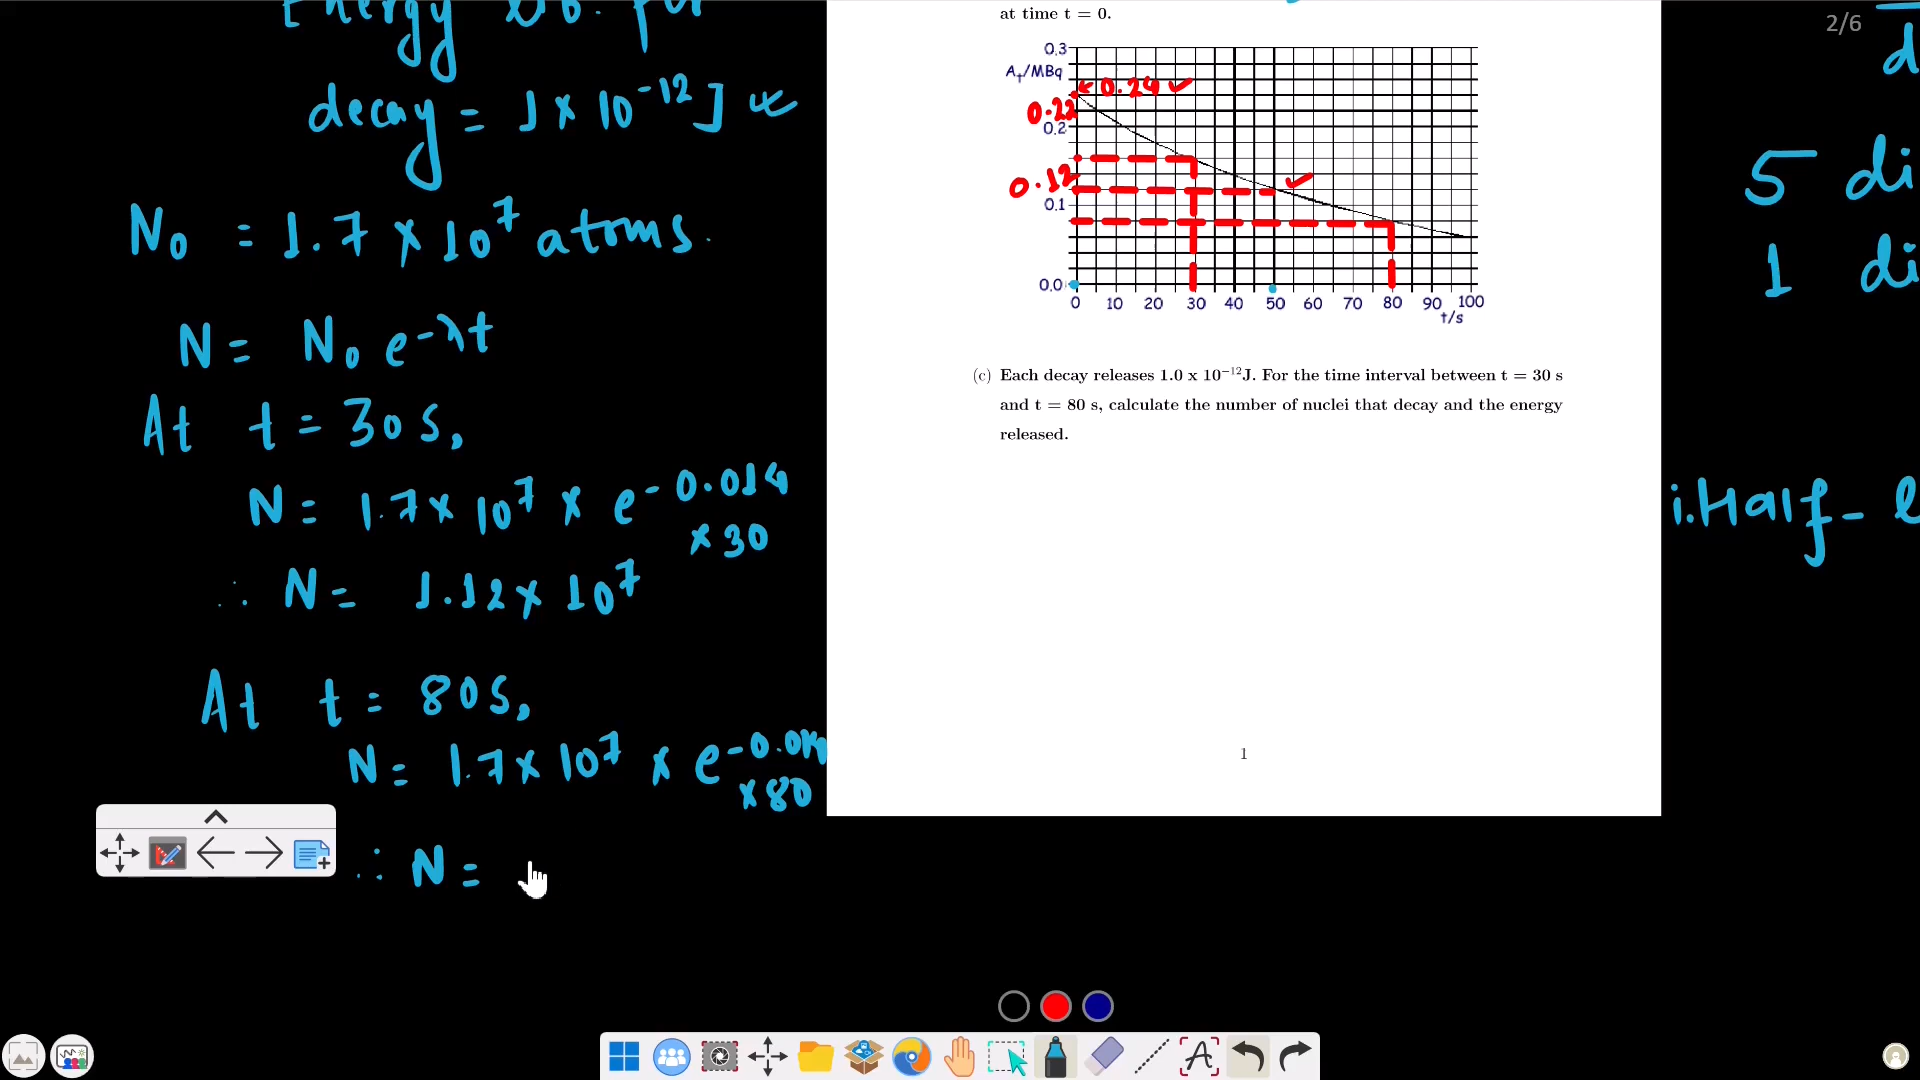 Energy
decay = 1 × 10⁻¹²]
N₀ = 1.7 × 10⁷ atoms.
N = N₀ e^-λt
At t = 30 s,
N = 1.7 × 10⁷ × e^-0.014
× 30
∴ N = 1.12 × 10⁷
At t = 80 s,
N = 1.7 × 10⁷ × e^-0.014
× 80
∴ N =
at time t = 0.
0.3
Aₜ/MBq
0.24 ✓
0.22
0.2
0.12
0.1
0.0
0 10 20 30 40 50 60 70 80 90 100
t/s
(c) Each decay releases 1.0 x 10⁻¹²J. For the time interval between t = 30 s
and t = 80 s, calculate the number of nuclei that decay and the energy
released.
1
2/6
5 di
1 di
i. Half-